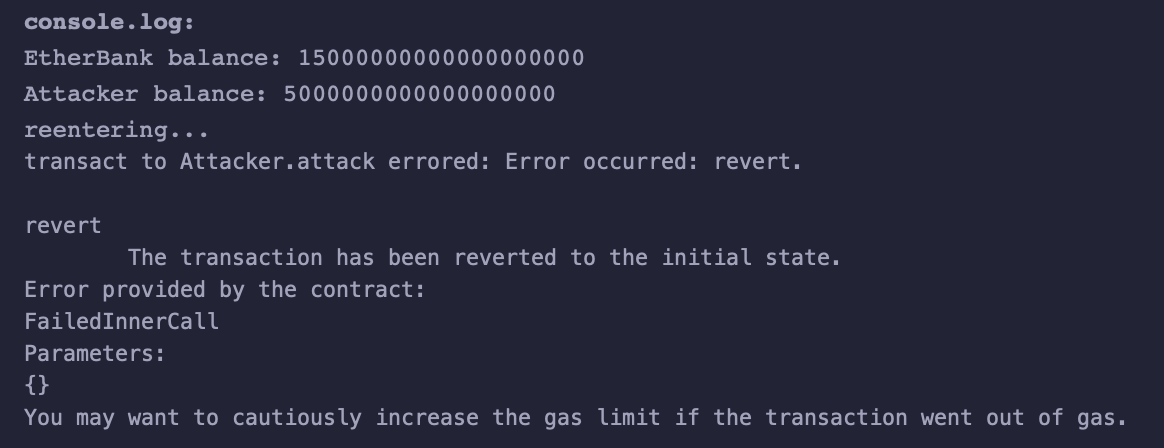 console.log:
EtherBank balance: 15000000000000000000
Attacker balance: 5000000000000000000
reentering...
transact to Attacker.attack errored: Error occurred: revert.
revert
The transaction has been reverted to the initial state.
Error provided by the contract:
FailedInnerCall
Parameters:
{}
You may want to cautiously increase the gas limit if the transaction went out of gas.